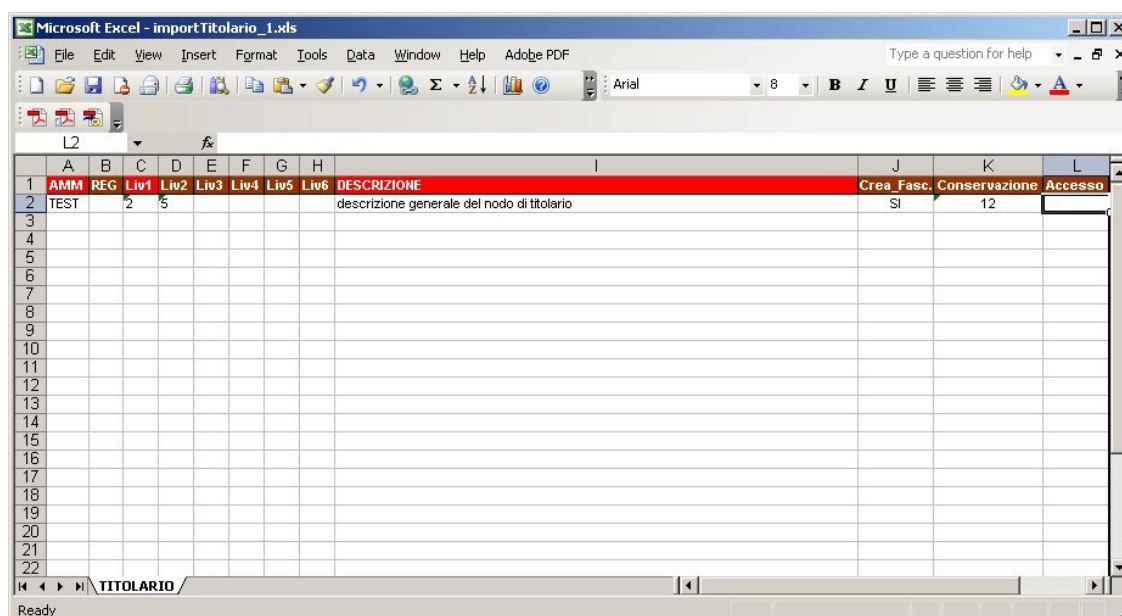 Microsoft Excel - importTitolario_1.xls
File Edit View Insert Format Tools Data Window Help Adobe PDF Type a question for help
Arial 8 B I U A
L2 fx
A B C D E F G H I J K L
1 AMM REG Liv1 Liv2 Liv3 Liv4 Liv5 Liv6 DESCRIZIONE Crea_Fasc. Conservazione Accesso
2 TEST 2 5 descrizione generale del nodo di titolario SI 12
3
4
5
6
7
8
9
10
11
12
13
14
15
16
17
18
19
20
21
22
TITOLARIO
Ready